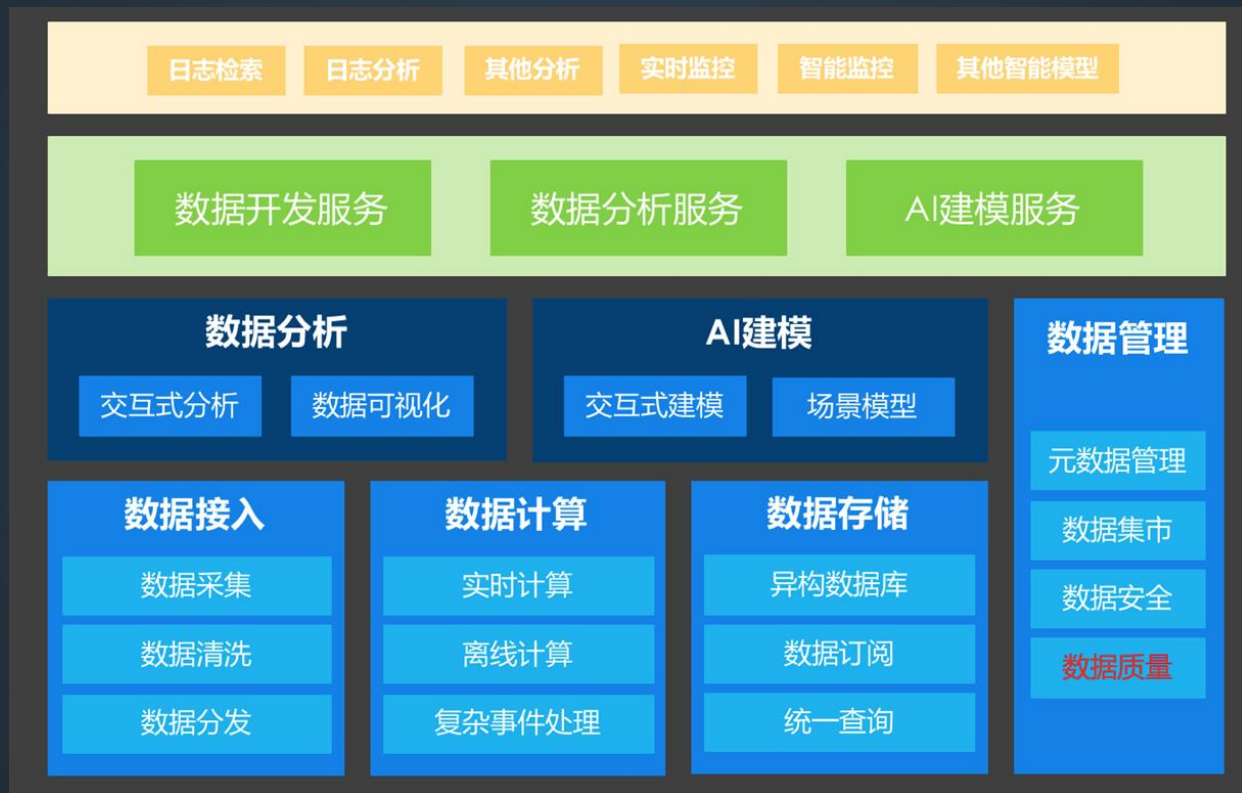 日志检索
日志分析
其他分析
实时监控
智能监控
其他智能模型
数据开发服务
数据分析服务
AI建模服务
数据分析
交互式分析
数据可视化
AI建模
交互式建模
场景模型
数据管理
元数据管理
数据集市
数据安全
数据质量
数据接入
数据采集
数据清洗
数据分发
数据计算
实时计算
离线计算
复杂事件处理
数据存储
异构数据库
数据订阅
统一查询